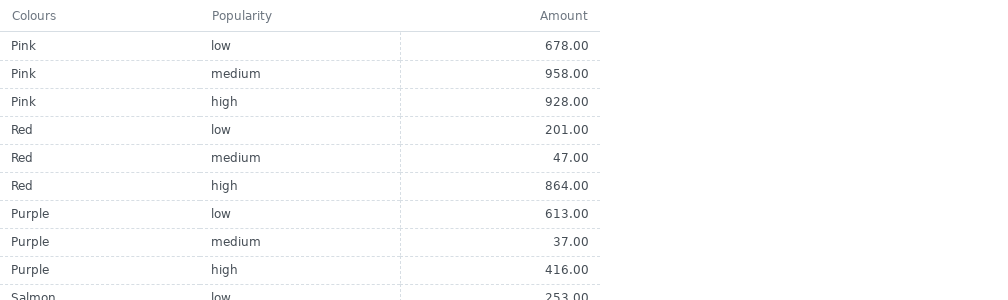 Colours Popularity Amount
Pink low 678.00
Pink medium 958.00
Pink high 928.00
Red low 201.00
Red medium 47.00
Red high 864.00
Purple low 613.00
Purple medium 37.00
Purple high 416.00
Salmon low 253.00